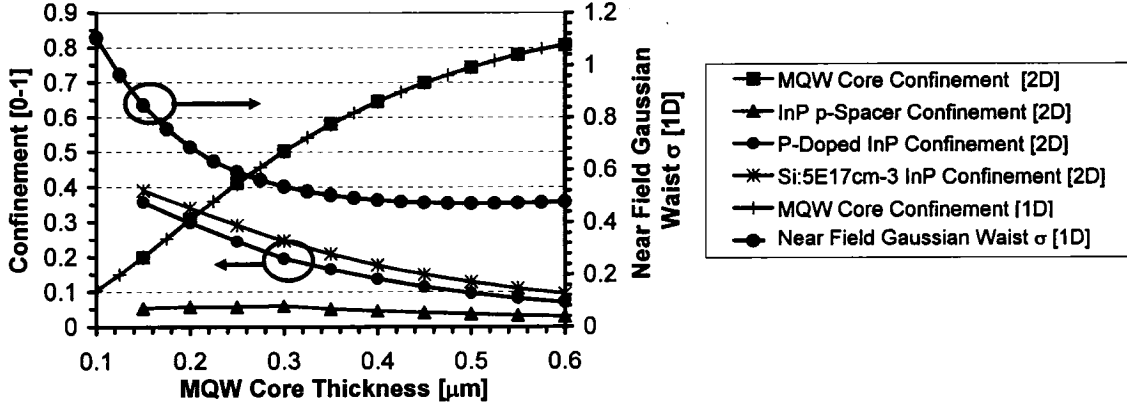 0.9
0.8
0.7
0.6
0.5
0.4
0.3
0.2
0.1
0
Confinement [0-1]
0.1
0.2
0.3
0.4
0.5
0.6
MQW Core Thickness [μm]
1.2
1
0.8
0.6
0.4
0.2
0
Near Field Gaussian
Waist σ [1D]
MQW Core Confinement [2D]
InP p-Spacer Confinement [2D]
P-Doped InP Confinement [2D]
Si:5E17cm-3 InP Confinement [2D]
MQW Core Confinement [1D]
Near Field Gaussian Waist σ [1D]